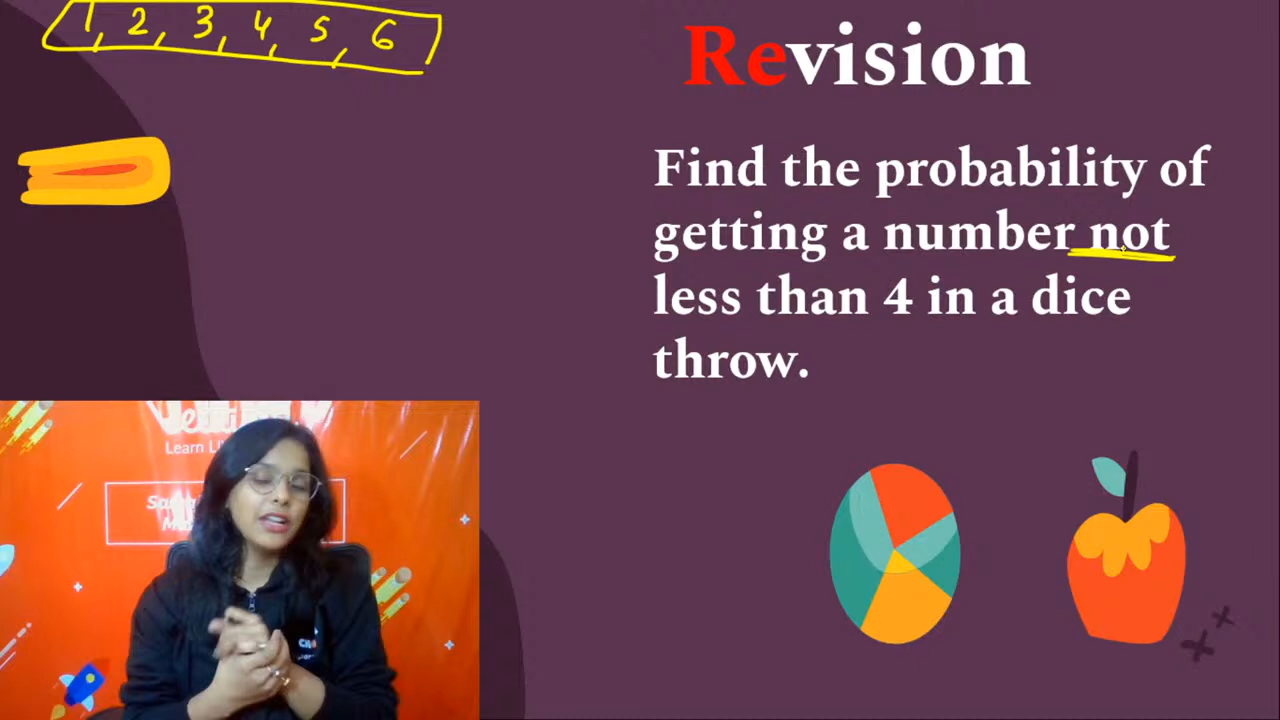 1, 2, 3, 4, 5, 6
Revision
Find the probability of
getting a number not
less than 4 in a dice
throw.